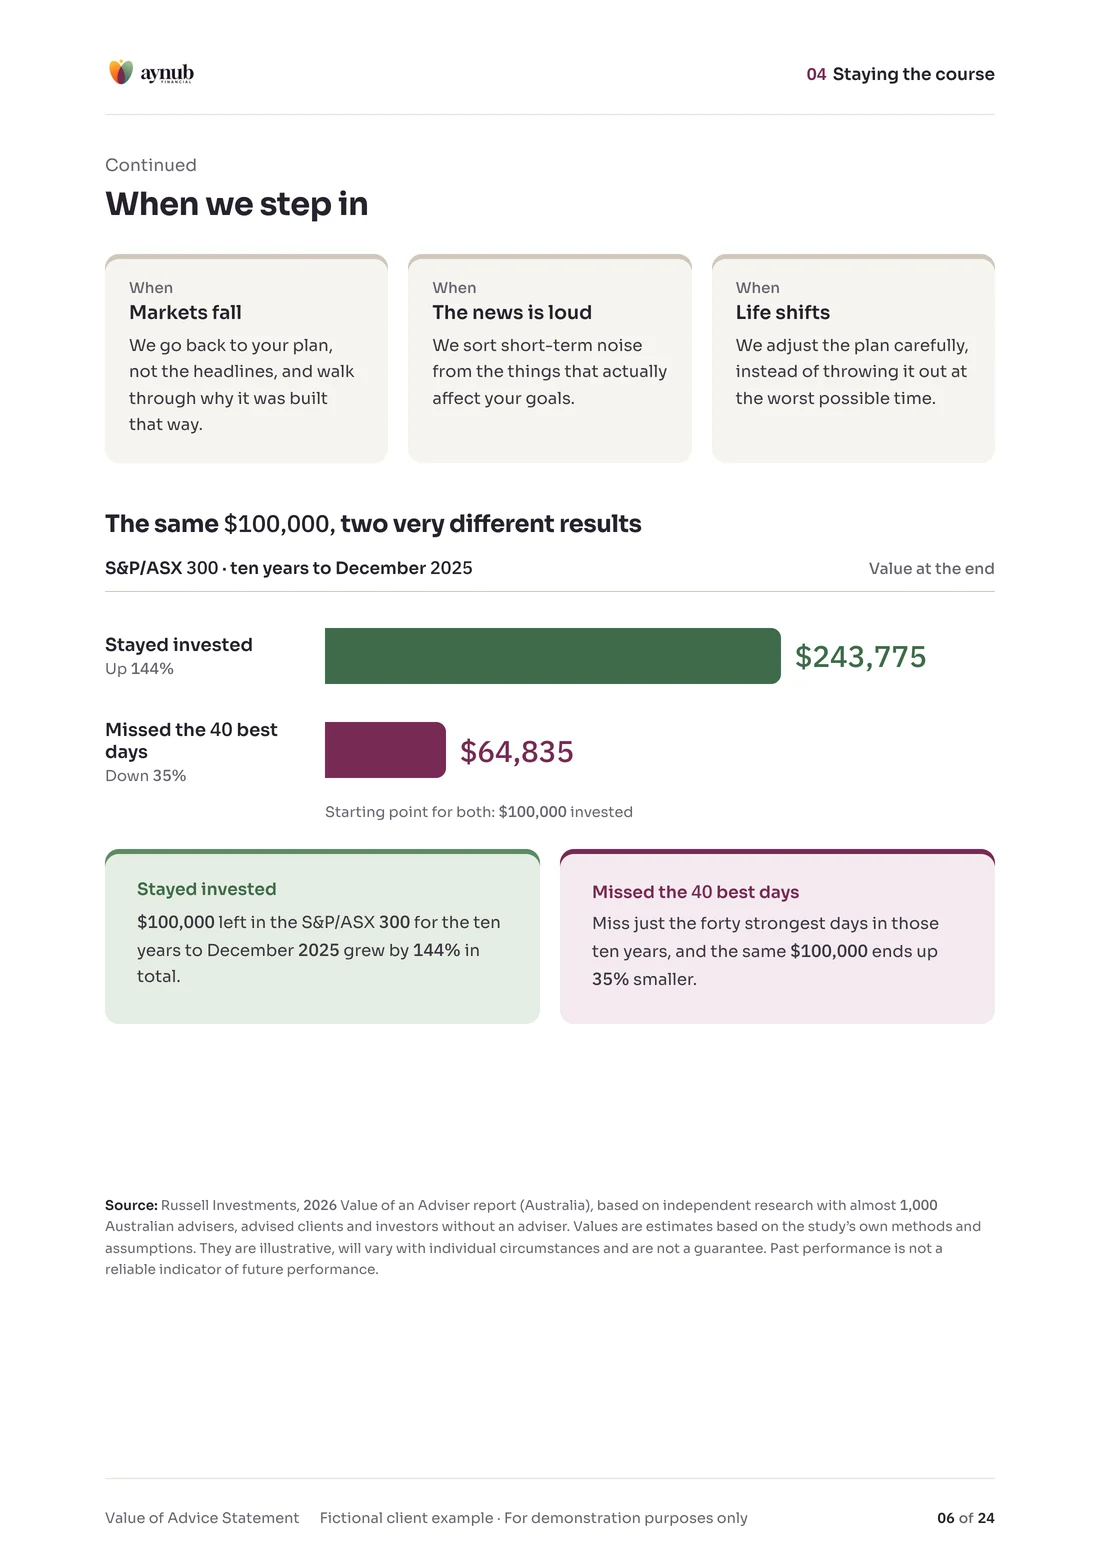 aynub
FINANCIAL
04 Staying the course
Continued
When we step in
When
Markets fall
We go back to your plan,
not the headlines, and walk
through why it was built
that way.
When
The news is loud
We sort short-term noise
from the things that actually
affect your goals.
When
Life shifts
We adjust the plan carefully,
instead of throwing it out at
the worst possible time.
The same $100,000, two very different results
S&P/ASX 300 · ten years to December 2025
Value at the end
Stayed invested
Up 144%
$243,775
Missed the 40 best
days
Down 35%
$64,835
Starting point for both: $100,000 invested
Stayed invested
$100,000 left in the S&P/ASX 300 for the ten
years to December 2025 grew by 144% in
total.
Missed the 40 best days
Miss just the forty strongest days in those
ten years, and the same $100,000 ends up
35% smaller.
Source: Russell Investments, 2026 Value of an Adviser report (Australia), based on independent research with almost 1,000
Australian advisers, advised clients and investors without an adviser. Values are estimates based on the study’s own methods and
assumptions. They are illustrative, will vary with individual circumstances and are not a guarantee. Past performance is not a
reliable indicator of future performance.
Value of Advice Statement
Fictional client example · For demonstration purposes only
06 of 24